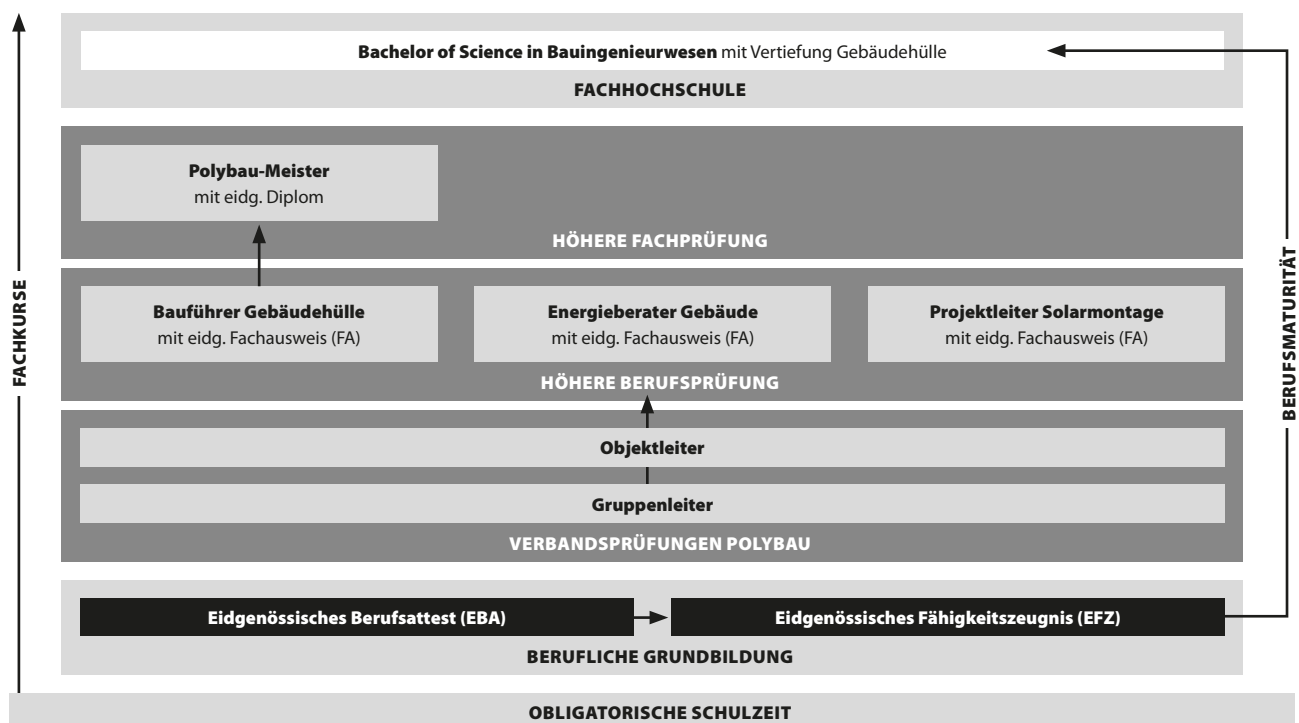 Bachelor of Science in Bauingenieurwesen mit Vertiefung Gebäudehülle
FACHHOCHSCHULE
Polybau-Meister
mit eidg. Diplom
HÖHERE FACHPRÜFUNG
Bauführer Gebäudehülle
mit eidg. Fachausweis (FA)
Energieberater Gebäude
mit eidg. Fachausweis (FA)
Projektleiter Solarmontage
mit eidg. Fachausweis (FA)
HÖHERE BERUFSPRÜFUNG
Objektleiter
Gruppenleiter
VERBANDSPRÜFUNGEN POLYBAU
Eidgenössisches Berufsattest (EBA)
Eidgenössisches Fähigkeitszeugnis (EFZ)
BERUFLICHE GRUNDBILDUNG
OBLIGATORISCHE SCHULZEIT
FACHKURSE
BERUFSMATURITÄT